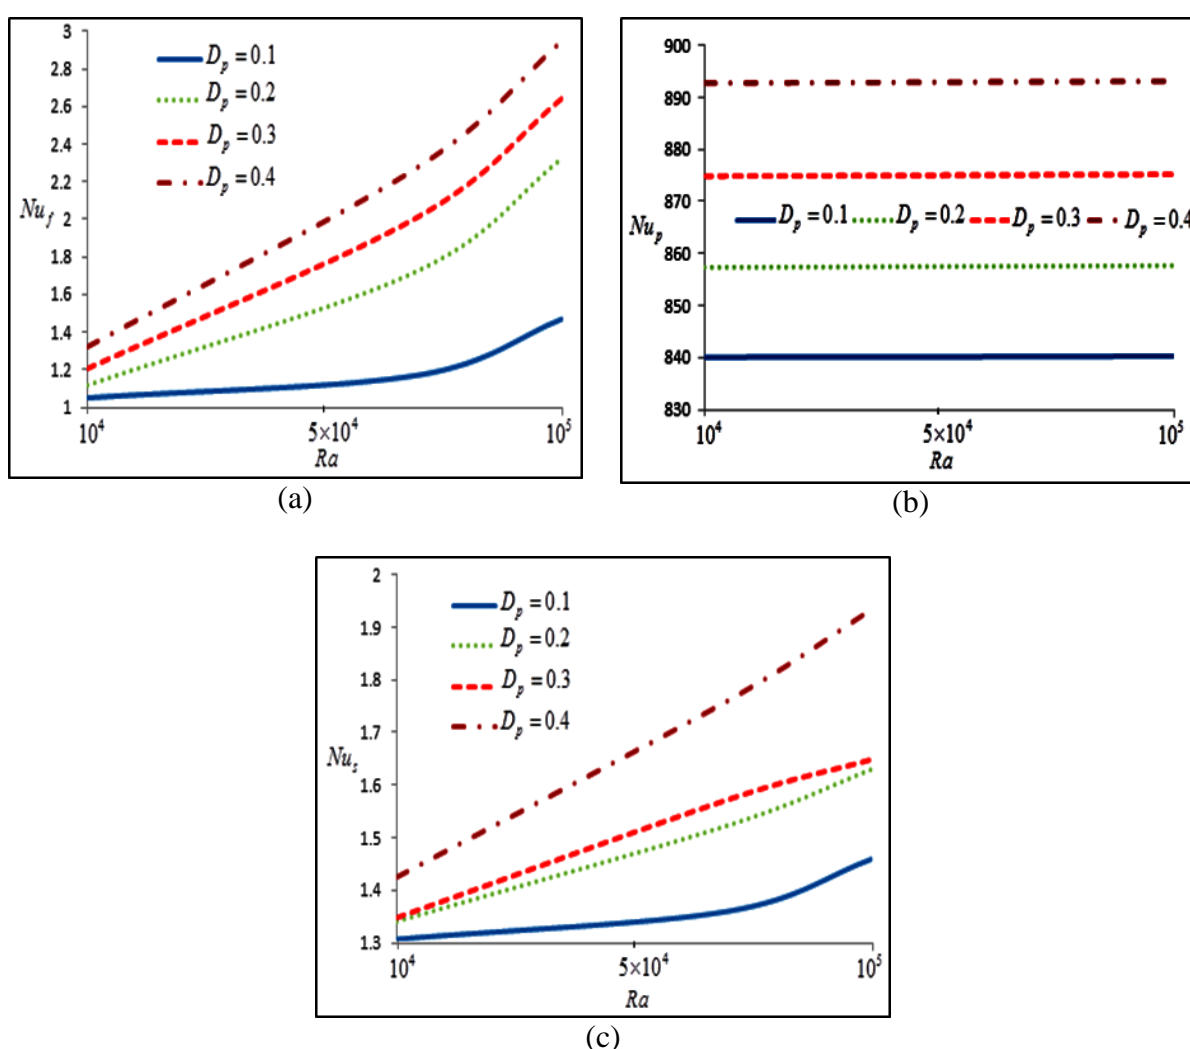 3
2.8
2.6
2.4
2.2
2
1.8
1.6
1.4
1.2
1
Nu_f
D_p = 0.1
D_p = 0.2
D_p = 0.3
D_p = 0.4
10^4
5×10^4
10^5
Ra
(a)
900
890
875
870
860
850
840
830
Nu_p
D_p = 0.1
D_p = 0.2
D_p = 0.3
D_p = 0.4
10^4
5×10^4
10^5
Ra
(b)
2
1.9
1.8
1.7
1.6
1.5
1.4
1.3
Nu_s
D_p = 0.1
D_p = 0.2
D_p = 0.3
D_p = 0.4
10^4
5×10^4
10^5
Ra
(c)